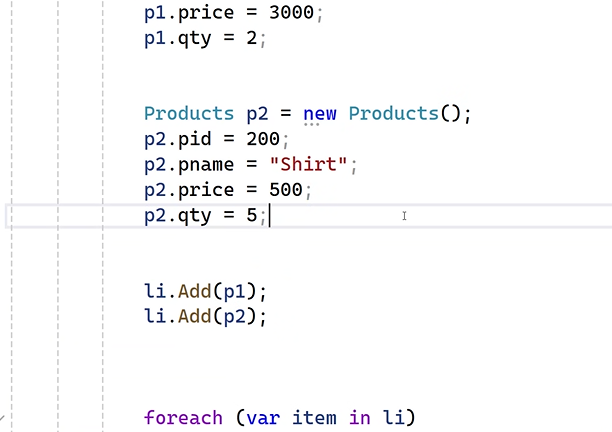 p1.price = 3000;
p1.qty = 2;
Products p2 = new Products();
p2.pid = 200;
p2.pname = "Shirt";
p2.price = 500;
p2.qty = 5;
li.Add(p1);
li.Add(p2);
foreach (var item in li)